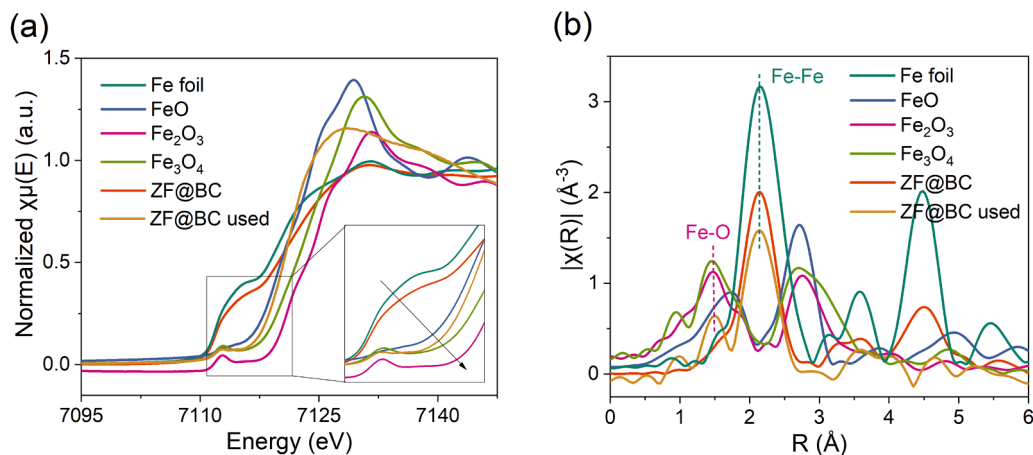 (a)
Normalized χμ(E) (a.u.)
1.5
1.0
0.5
0.0
Fe foil
FeO
Fe₂O₃
Fe₃O₄
ZF@BC
ZF@BC used
7095
7110
7125
7140
Energy (eV)
(b)
|χ(R)| (Å⁻³)
3
2
1
0
Fe-Fe
Fe-O
Fe foil
FeO
Fe₂O₃
Fe₃O₄
ZF@BC
ZF@BC used
0
1
2
3
4
5
6
R (Å)